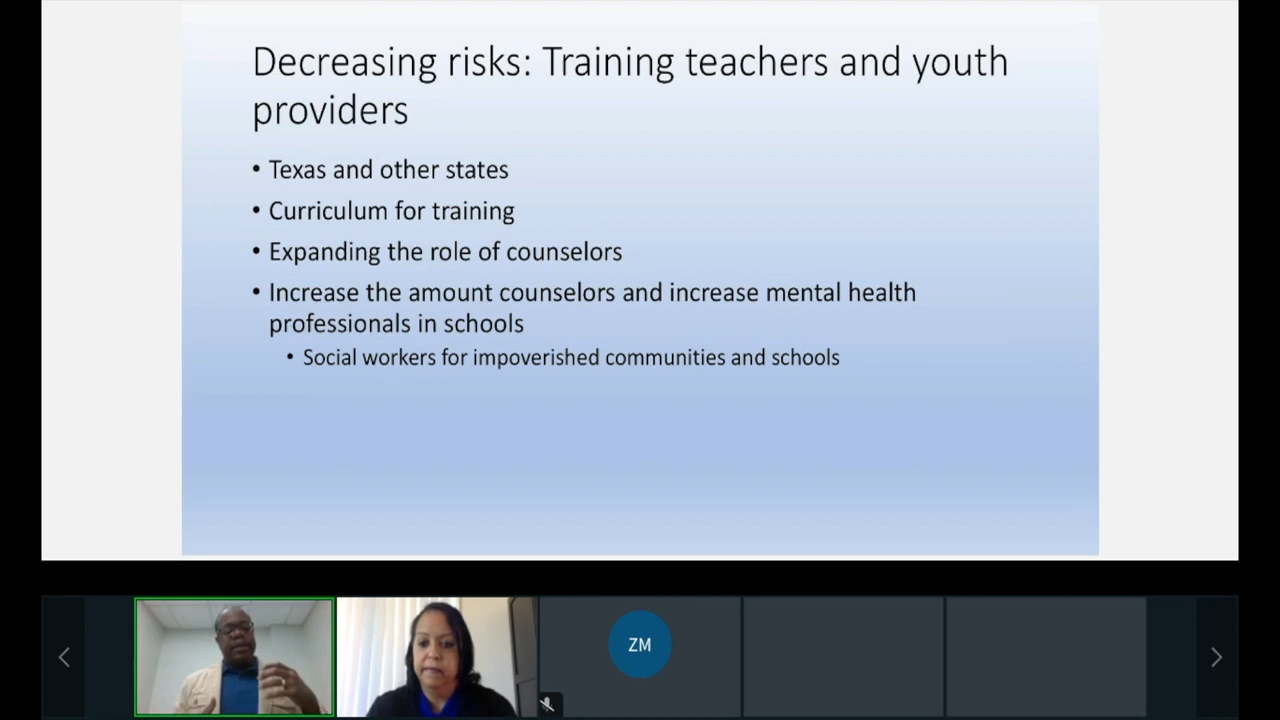 Decreasing risks: Training teachers and youth
providers
• Texas and other states
• Curriculum for training
• Expanding the role of counselors
• Increase the amount counselors and increase mental health
professionals in schools
• Social workers for impoverished communities and schools
ZM